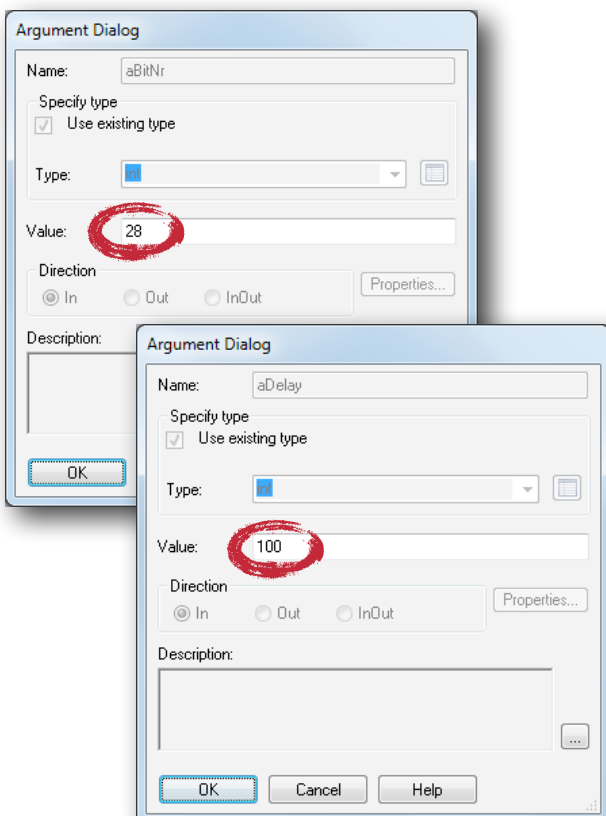 Argument Dialog
Name: aBitNr
Specify type
Use existing type
Type: int
Value: 28
Direction
In Out InOut
Properties...
Description:
OK
Argument Dialog
Name: aDelay
Specify type
Use existing type
Type: int
Value: 100
Direction
In Out InOut
Properties...
Description:
...
OK Cancel Help